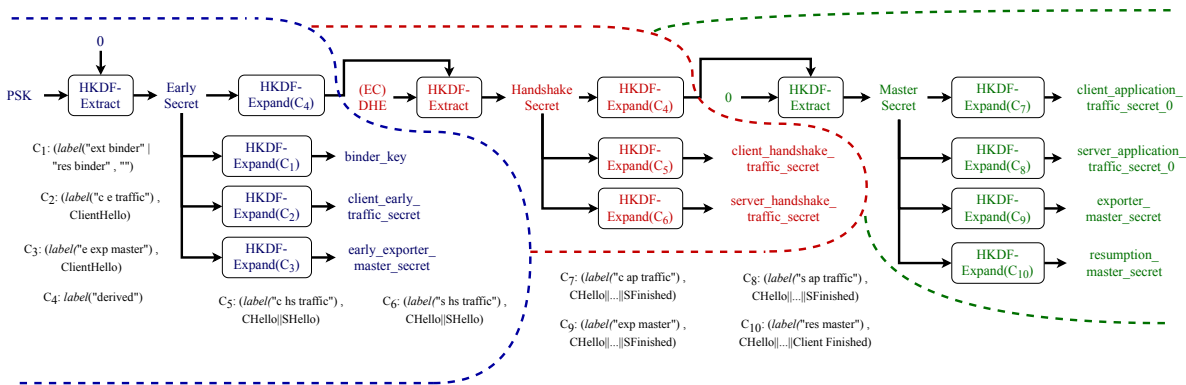 0
PSK
HKDF-
Extract
Early
Secret
HKDF-
Expand(C4)
(EC)
DHE
HKDF-
Extract
Handshake
Secret
HKDF-
Expand(C4)
0
HKDF-
Extract
Master
Secret
HKDF-
Expand(C7)
client_application_
traffic_secret_0
C1: (label("ext binder" |
"res binder" , "")
HKDF-
Expand(C1)
binder_key
HKDF-
Expand(C5)
client_handshake_
traffic_secret
HKDF-
Expand(C8)
server_application_
traffic_secret_0
C2: (label("c e traffic") ,
ClientHello)
HKDF-
Expand(C2)
client_early_
traffic_secret
HKDF-
Expand(C6)
server_handshake_
traffic_secret
HKDF-
Expand(C9)
exporter_
master_secret
C3: (label("e exp master") ,
ClientHello)
HKDF-
Expand(C3)
early_exporter_
master_secret
HKDF-
Expand(C10)
resumption_
master_secret
C4: label("derived")
C5: (label("c hs traffic") ,
CHello||SHello)
C6: (label("s hs traffic") ,
CHello||SHello)
C7: (label("c ap traffic") ,
CHello||...||SFinished)
C8: (label("s ap traffic") ,
CHello||...||SFinished)
C9: (label("exp master") ,
CHello||...||SFinished)
C10: (label("res master") ,
CHello||...||Client Finished)